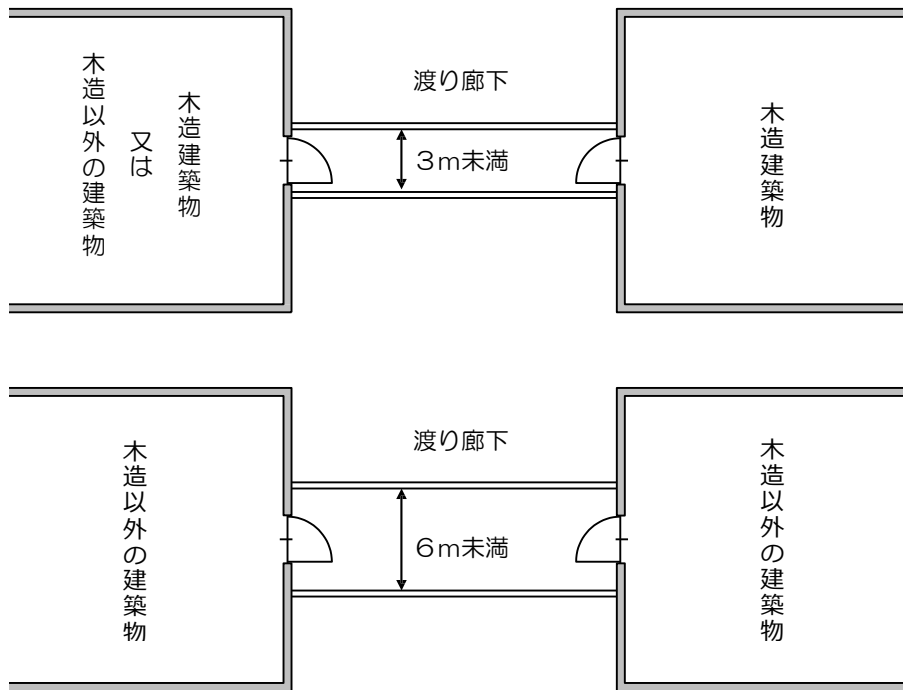 木造建築物
又は
木造以外の建築物
渡り廊下
3m未満
木造建築物
木造以外の建築物
渡り廊下
6m未満
木造以外の建築物